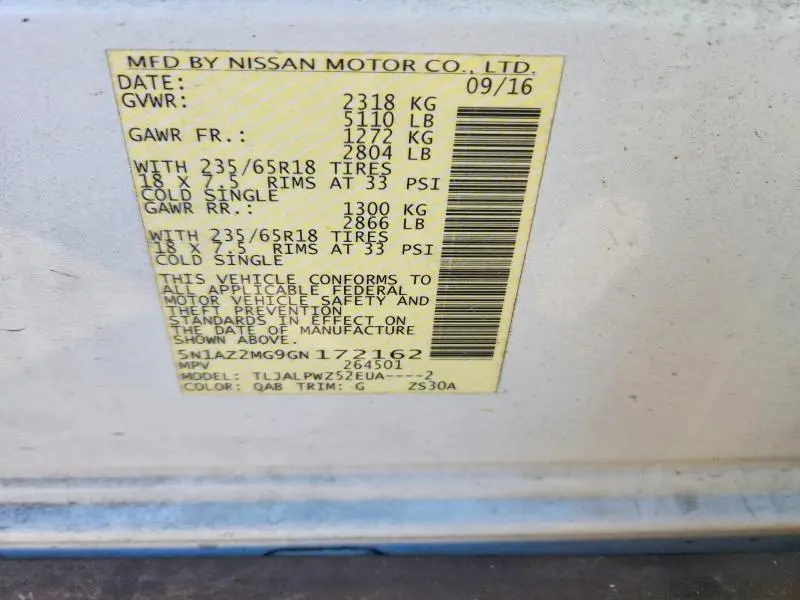 MFD BY NISSAN MOTOR CO., LTD.
DATE: 09/16
GVWR: 2318 KG
5110 LB
GAWR FR.: 1272 KG
2804 LB
WITH 235/65R18 TIRES
18 X 7.5 RIMS AT 33 PSI
COLD SINGLE
GAWR RR.: 1300 KG
2866 LB
WITH 235/65R18 TIRES
18 X 7.5 RIMS AT 33 PSI
COLD SINGLE
THIS VEHICLE CONFORMS TO
ALL APPLICABLE FEDERAL
MOTOR VEHICLE SAFETY AND
THEFT PREVENTION
STANDARDS IN EFFECT ON
THE DATE OF MANUFACTURE
SHOWN ABOVE.
5N1AZ2MG9GN172162
MPV 264501
MODEL: TLJALPWZ52EUA----2
COLOR: QAB TRIM: G ZS30A